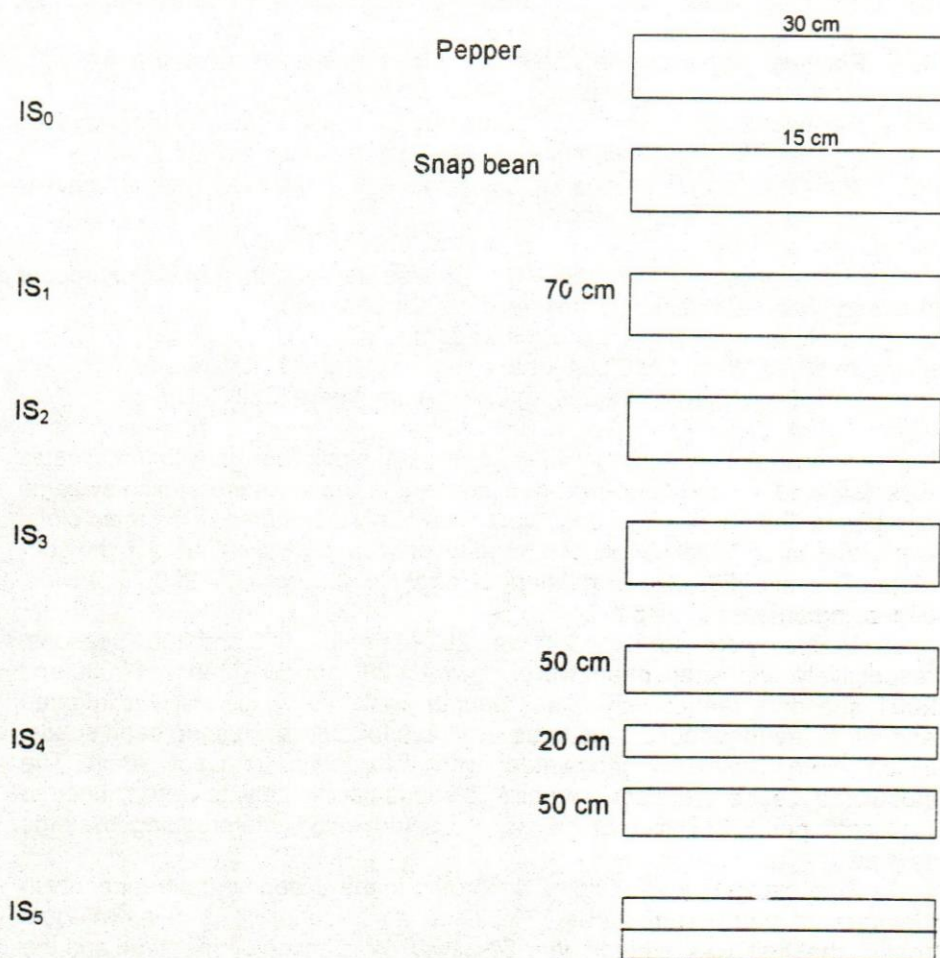 30 cm
Pepper
IS₀
15 cm
Snap bean
IS₁
70 cm
IS₂
IS₃
50 cm
IS₄
20 cm
50 cm
IS₅